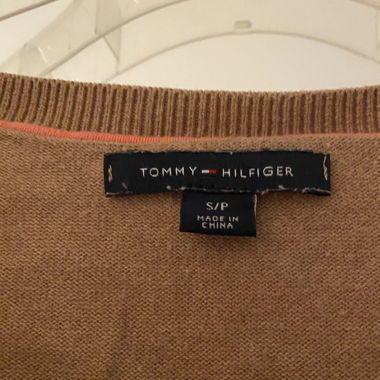 TOMMY HILFIGER
S/P
MADE IN
CHINA